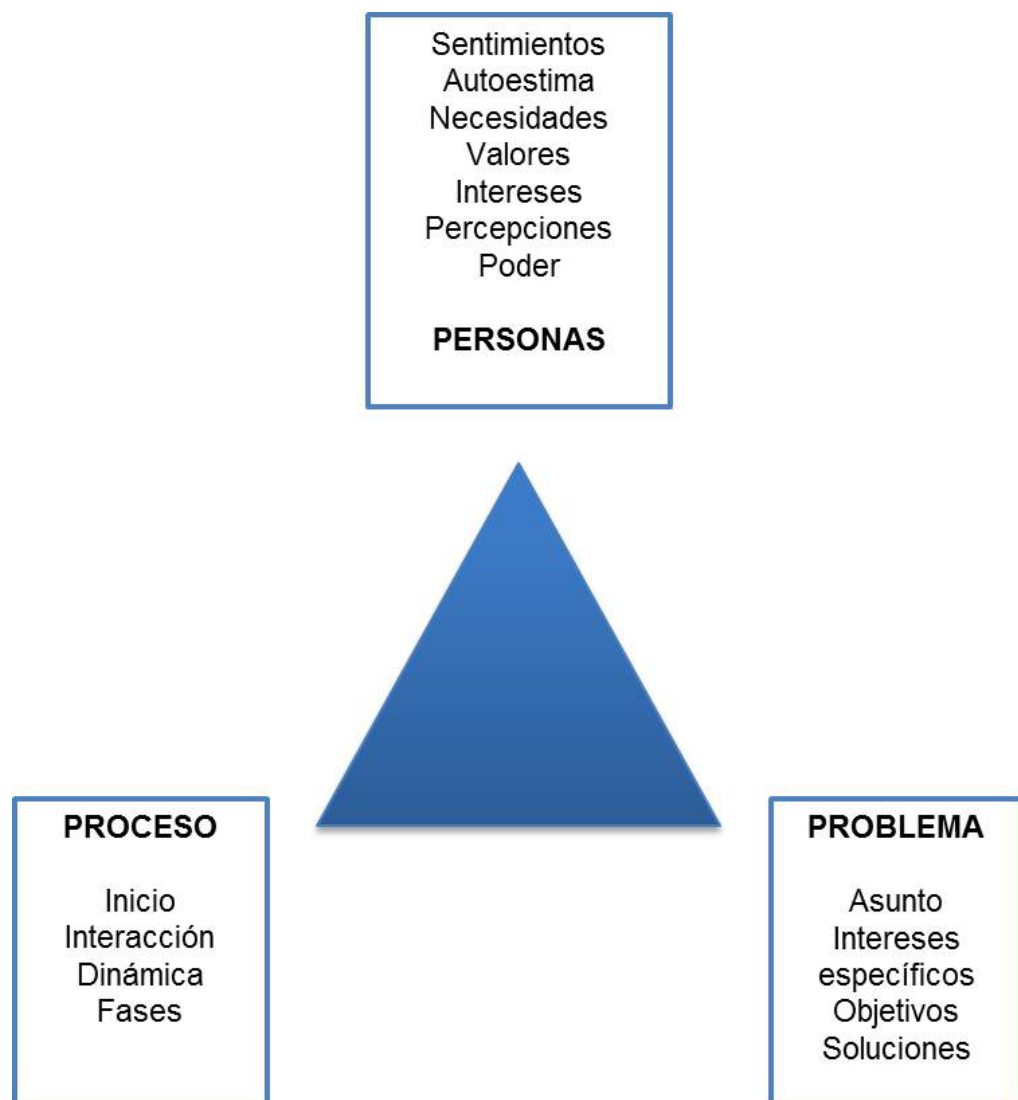 Sentimientos
Autoestima
Necesidades
Valores
Intereses
Percepciones
Poder
PERSONAS
PROCESO
Inicio
Interacción
Dinámica
Fases
PROBLEMA
Asunto
Intereses
específicos
Objetivos
Soluciones